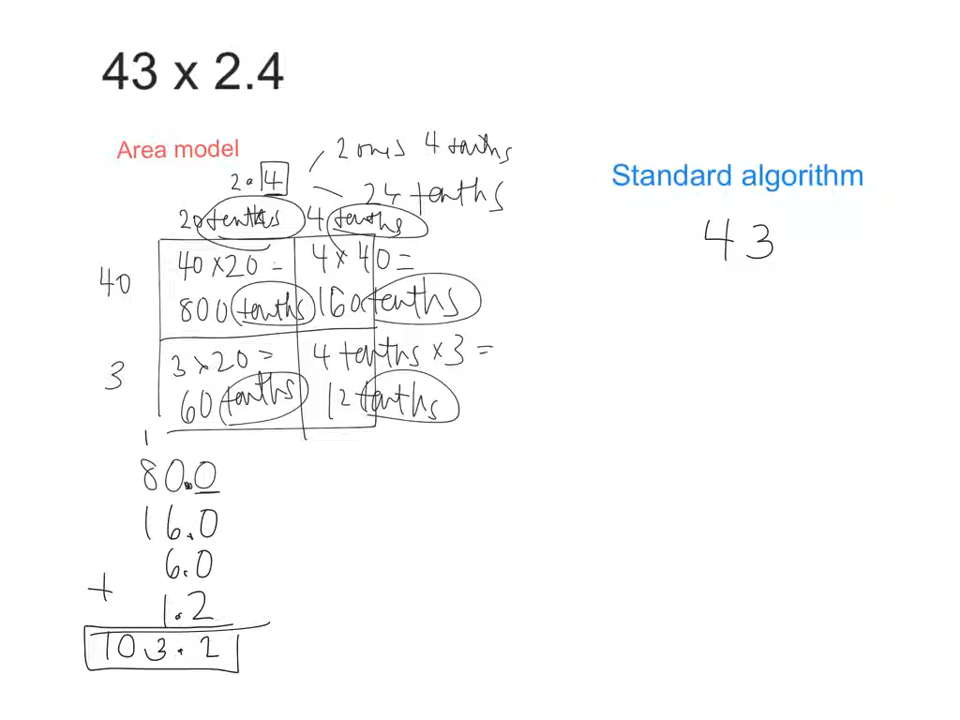 43 x 2.4
Area model
2 ones 4 tenths
2.4
24 tenths
20 tenths 4 tenths
40
40 × 20 =
800 tenths
4 × 40 =
160 tenths
3
3 × 20 =
60 tenths
4 tenths × 3 =
12 tenths
1
80.0
16.0
6.0
+ 1.2
103.2
Standard algorithm
43